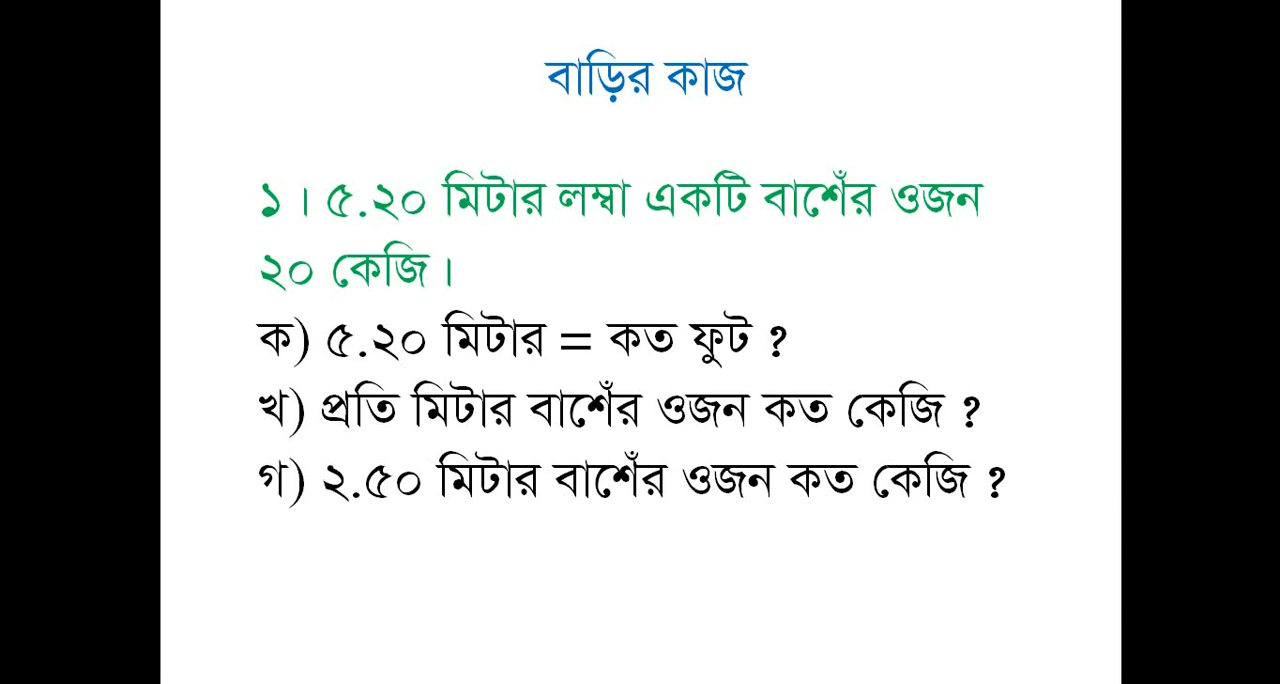 বাড়ির কাজ
১। ৫.২০ মিটার লম্বা একটি বাশেঁর ওজন
২০ কেজি।
ক) ৫.২০ মিটার = কত ফুট ?
খ) প্রতি মিটার বাশেঁর ওজন কত কেজি ?
গ) ২.৫০ মিটার বাশেঁর ওজন কত কেজি ?